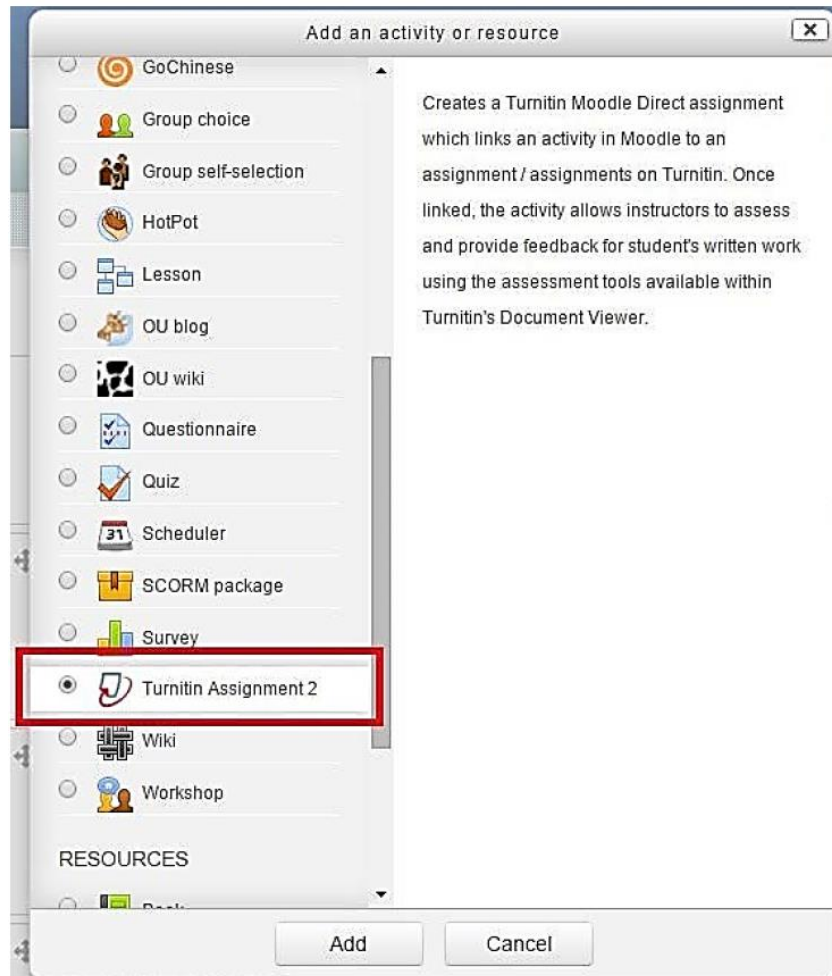 Add an activity or resource
GoChinese
Group choice
Group self-selection
HotPot
Lesson
OU blog
OU wiki
Questionnaire
Quiz
31 Scheduler
SCORM package
Survey
Turnitin Assignment 2
Wiki
Workshop
RESOURCES
Creates a Turnitin Moodle Direct assignment
which links an activity in Moodle to an
assignment / assignments on Turnitin. Once
linked, the activity allows instructors to assess
and provide feedback for student's written work
using the assessment tools available within
Turnitin's Document Viewer.
Add
Cancel